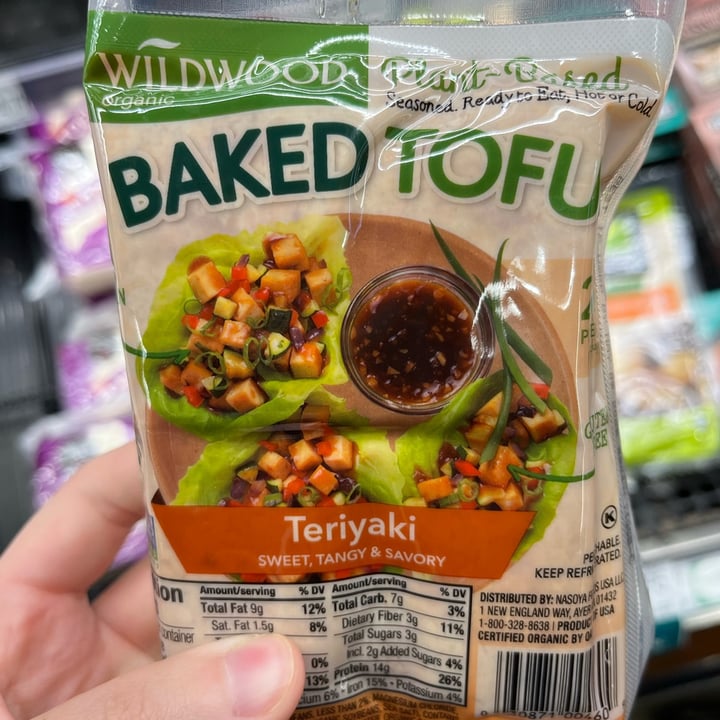 WILDWOOD
organic
Plant-Based
Seasoned. Ready to Eat, Hot or Cold
BAKED TOFU
Teriyaki
SWEET, TANGY & SAVORY
KEEP
Amount/serving % DV
Total Fat 9g 12%
Sat. Fat 1.5g 8%
0%
13%
Amount/serving % DV
Total Carb. 7g 3%
Dietary Fiber 3g 11%
Total Sugars 3g
Incl. 2g Added Sugars 4%
Protein 14g 26%
Iron 15% • Potassium 4%
DISTRIBUTED BY: NASOYA
1 NEW ENGLAND WAY, AYER
1-800-328-8638 |
CERTIFIED ORGANIC BY